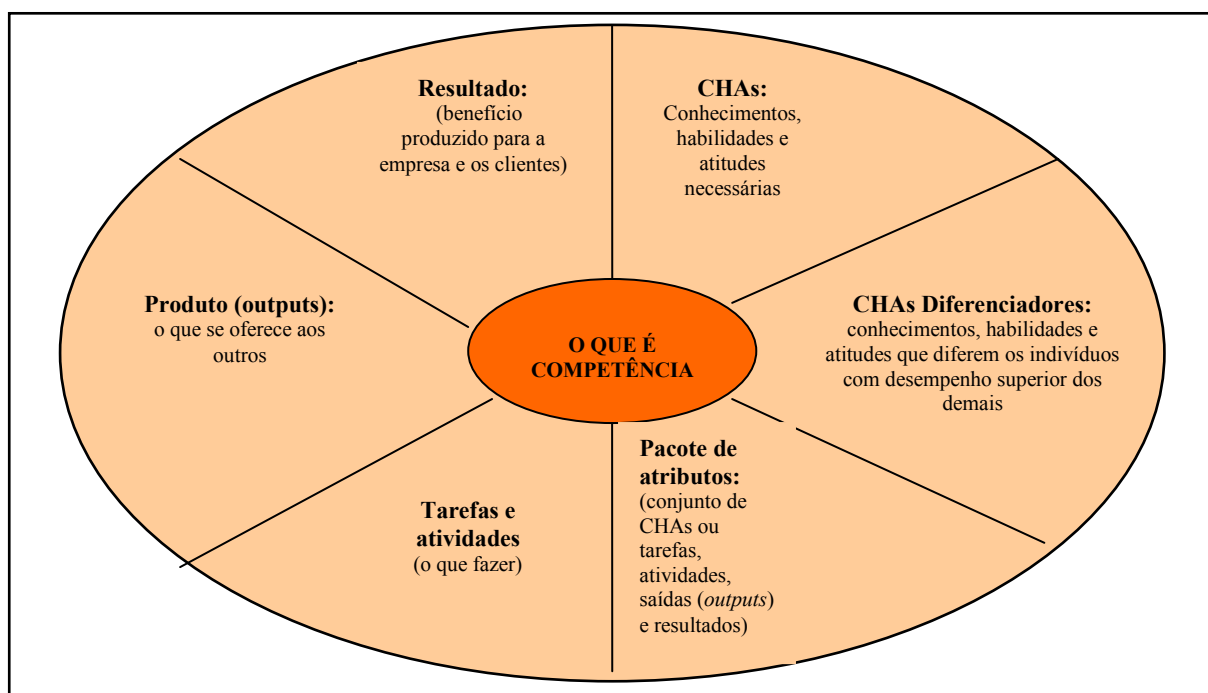 Resultado:
(benefício
produzido para a
empresa e os clientes)
CHAs:
Conhecimentos,
habilidades e
atitudes
necessárias
Produto (outputs):
o que se oferece aos
outros
O QUE É
COMPETÊNCIA
CHAs Diferenciadores:
conhecimentos, habilidades e
atitudes que diferem os indivíduos
com desempenho superior dos
demais
Tarefas e
atividades
(o que fazer)
Pacote de
atributos:
(conjunto de
CHAs ou
tarefas,
atividades,
saídas (outputs)
e resultados)